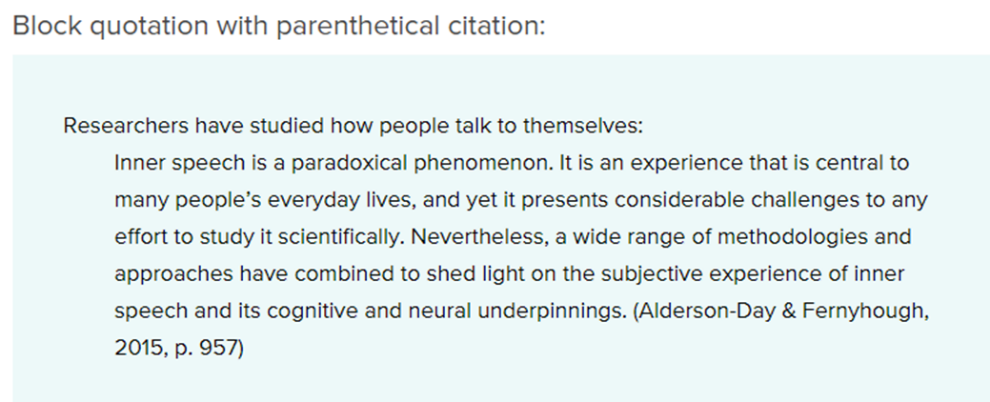 Block quotation with parenthetical citation:
Researchers have studied how people talk to themselves:
Inner speech is a paradoxical phenomenon. It is an experience that is central to
many people’s everyday lives, and yet it presents considerable challenges to any
effort to study it scientifically. Nevertheless, a wide range of methodologies and
approaches have combined to shed light on the subjective experience of inner
speech and its cognitive and neural underpinnings. (Alderson-Day & Fernyhough,
2015, p. 957)